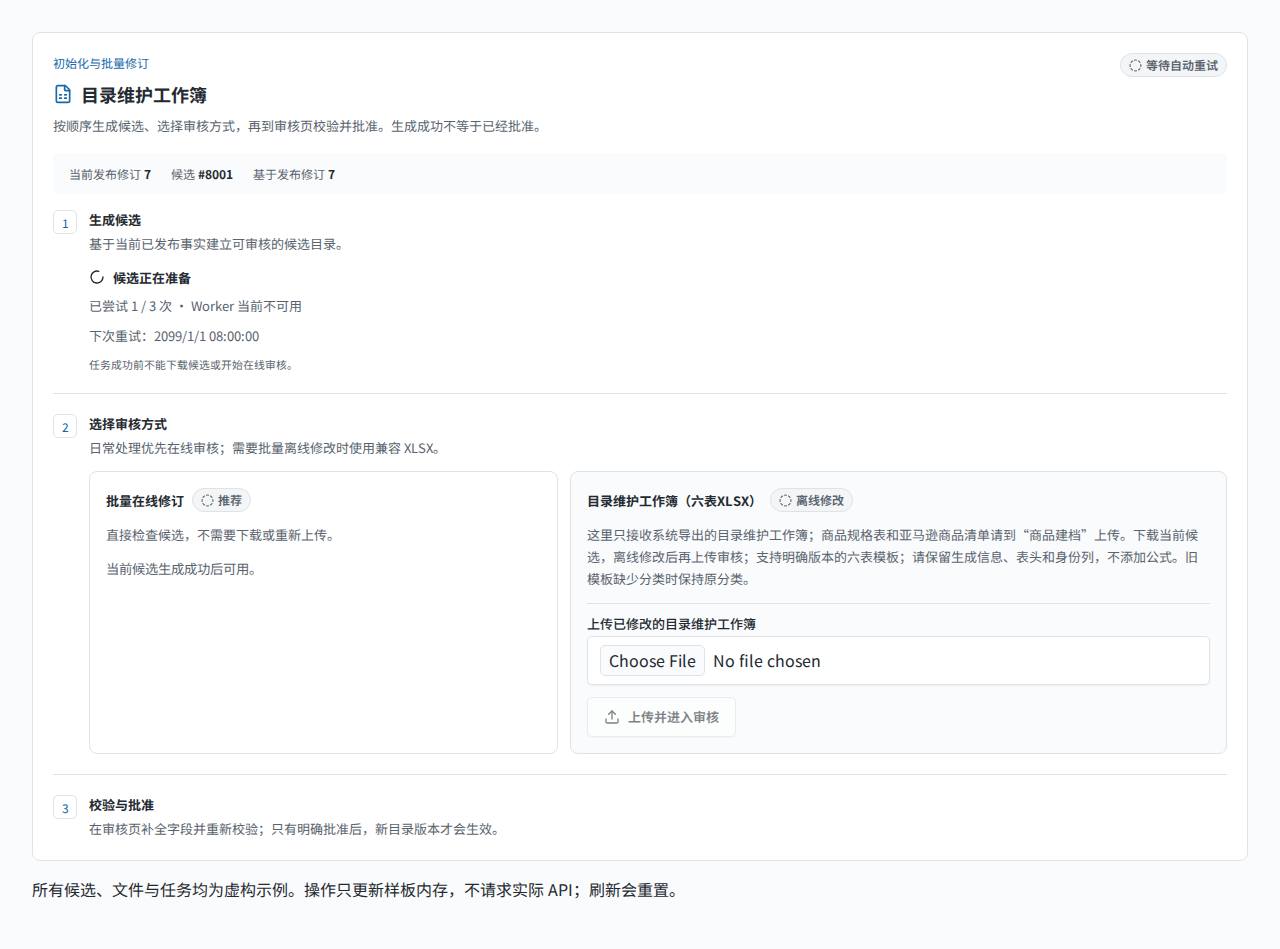 初始化与批量修订
等待自动重试
目录维护工作簿
按顺序生成候选、选择审核方式，再到审核页校验并批准。生成成功不等于已经批准。
当前发布修订 7 候选 #8001 基于发布修订 7
1 生成候选
基于当前已发布事实建立可审核的候选目录。
候选正在准备
已尝试 1 / 3 次 · Worker 当前不可用
下次重试：2099/1/1 08:00:00
任务成功前不能下载候选或开始在线审核。
2 选择审核方式
日常处理优先在线审核；需要批量离线修改时使用兼容 XLSX。
批量在线修订 推荐
直接检查候选，不需要下载或重新上传。
当前候选生成成功后可用。
目录维护工作簿（六表XLSX） 离线修改
这里只接收系统导出的目录维护工作簿；商品规格表和亚马逊商品清单请到“商品建档”上传。下载当前候
选，离线修改后再上传审核；支持明确版本的六表模板；请保留生成信息、表头和身份列，不添加公式。旧
模板缺少分类时保持原分类。
上传已修改的目录维护工作簿
Choose File No file chosen
上传并进入审核
3 校验与批准
在审核页补全字段并重新校验；只有明确批准后，新目录版本才会生效。
所有候选、文件与任务均为虚构示例。操作只更新样板内存，不请求实际 API；刷新会重置。